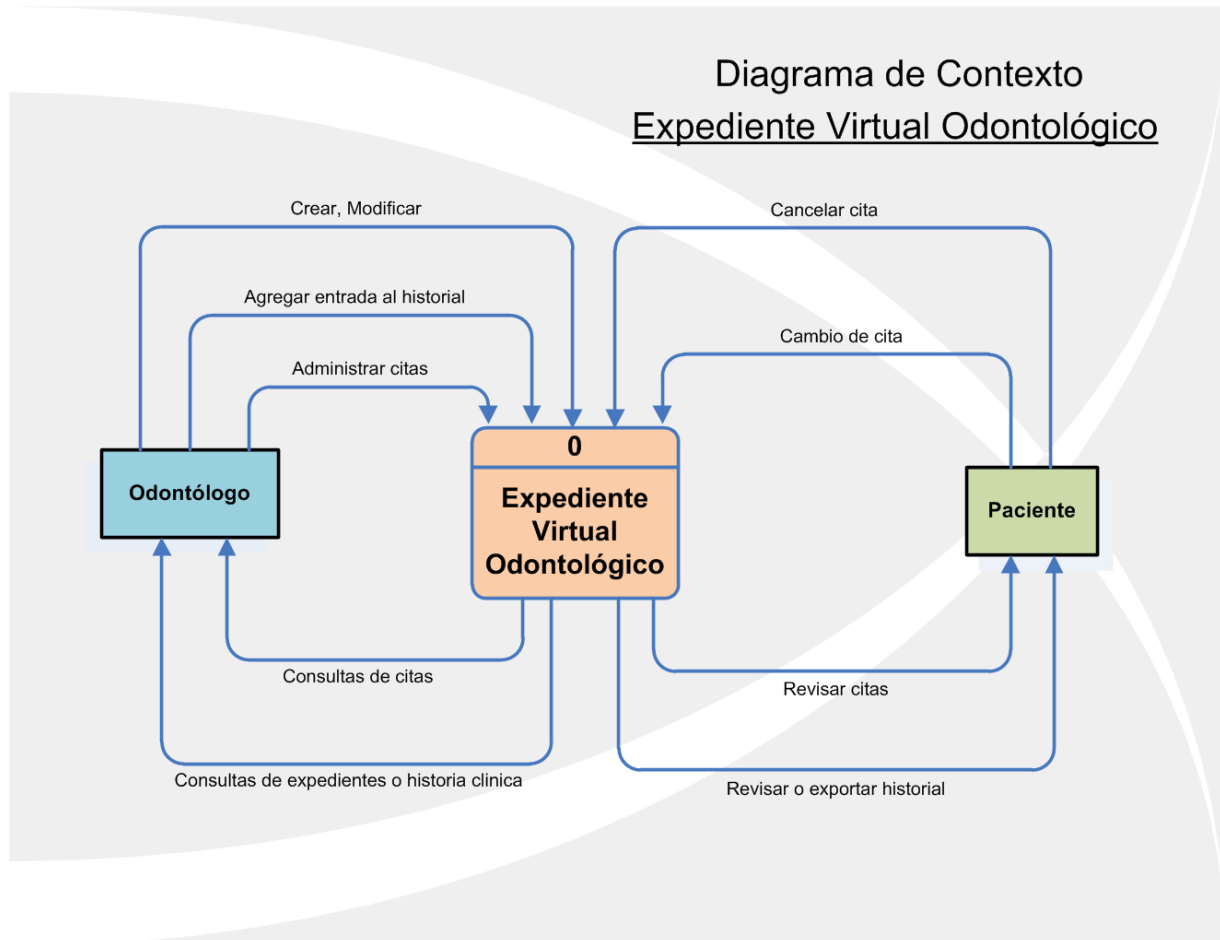 Diagrama de Contexto
Expediente Virtual Odontológico
Crear, Modificar
Cancelar cita
Agregar entrada al historial
Cambio de cita
Administrar citas
0
Expediente
Virtual
Odontológico
Odontólogo
Paciente
Consultas de citas
Revisar citas
Consultas de expedientes o historia clinica
Revisar o exportar historial